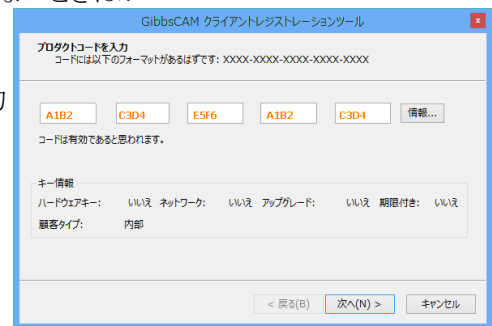 GibbsCAM クライアントレジストレーションツール
プロダクトコードを入力
コードには以下のフォーマットがあるはずです: XXXX-XXXX-XXXX-XXXX-XXXX
A1B2 C3D4 E5F6 A1B2 C3D4 情報...
コードは有効であると思われます。
キー情報
ハードウェアキー: いいえ ネットワーク: いいえ アップグレード: いいえ 期限付き: いいえ
顧客タイプ: 内部
< 戻る(B) 次へ(N) > キャンセル